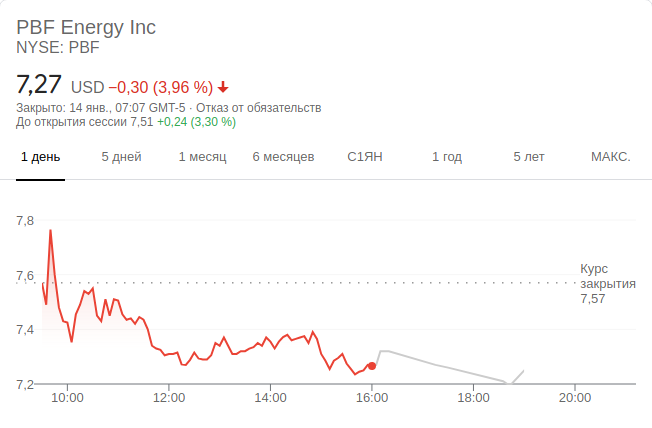 PBF Energy Inc
NYSE: PBF
7,27 USD −0,30 (3,96 %)
Закрыто: 14 янв., 07:07 GMT-5 · Отказ от обязательств
До открытия сессии 7,51 +0,24 (3,30 %)
1 день 5 дней 1 месяц 6 месяцев С1ЯН 1 год 5 лет МАКС.
7,8
Курс
7,6
закрытия
7,57
7,4
7,2
10:00 12:00 14:00 16:00 18:00 20:00